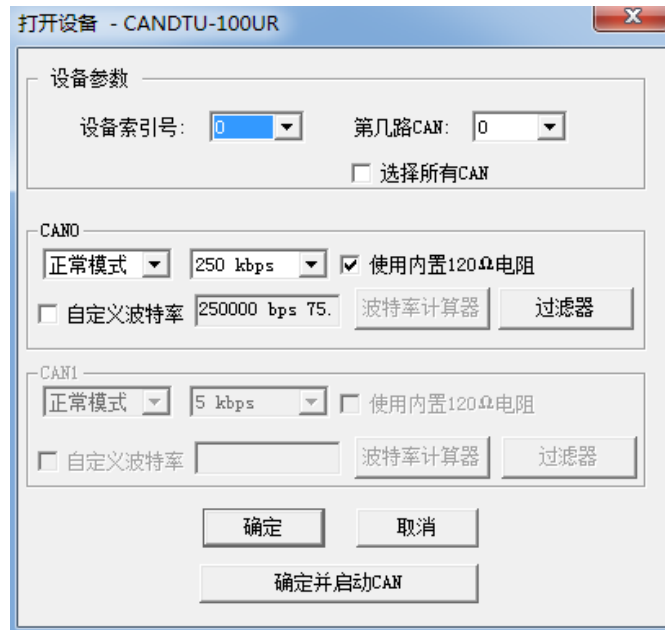 打开设备 - CANDTU-100UR
设备参数
设备索引号: 0 第几路CAN: 0
选择所有CAN
CAN0
正常模式 250 kbps 使用内置120Ω电阻
自定义波特率 250000 bps 75. 波特率计算器 过滤器
CAN1
正常模式 5 kbps 使用内置120Ω电阻
自定义波特率 波特率计算器 过滤器
确定 取消
确定并启动CAN